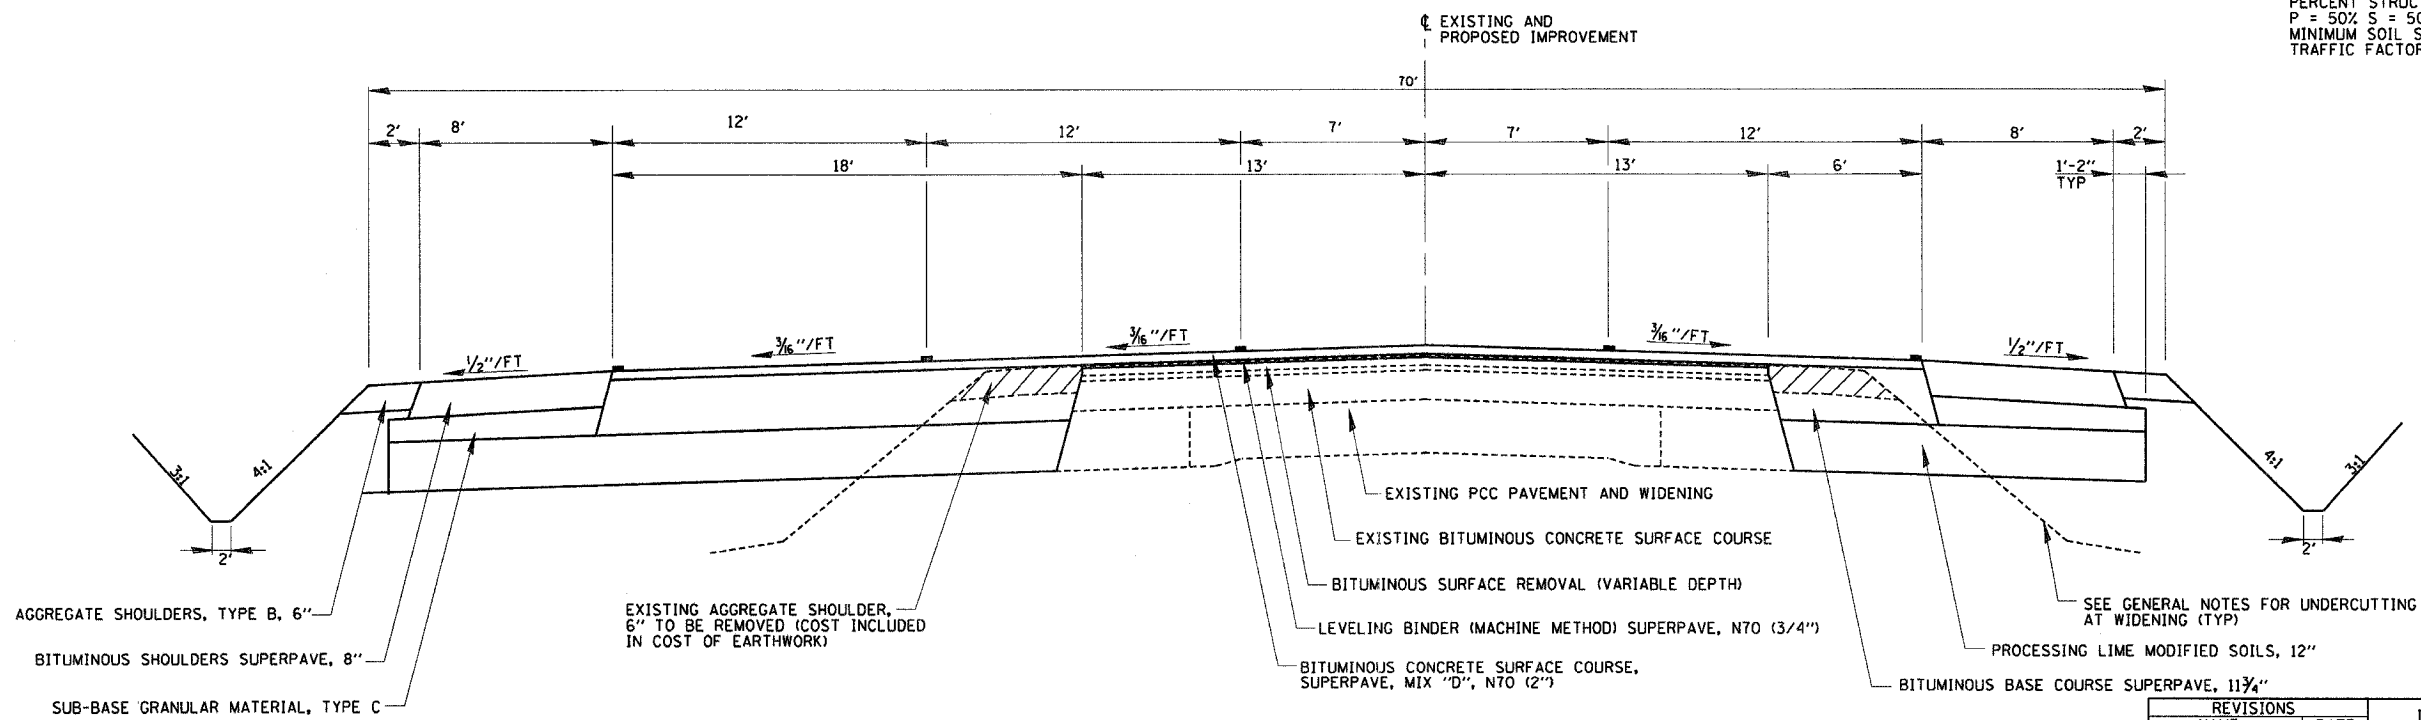 ℄ EXISTING AND
PROPOSED IMPROVEMENT
P = 50% S = 50
MINIMUM SOIL S
TRAFFIC FACTOR
70'
2' 8' 12' 12' 7' 7' 12' 8' 2'
18' 13' 13' 6' 1'-2"
TYP
1/2"/FT 3/16"/FT 3/16"/FT 3/16"/FT 1/2"/FT
3:1 4:1 4:1 3:1
2' 2'
EXISTING PCC PAVEMENT AND WIDENING
EXISTING BITUMINOUS CONCRETE SURFACE COURSE
BITUMINOUS SURFACE REMOVAL (VARIABLE DEPTH)
LEVELING BINDER (MACHINE METHOD) SUPERPAVE, N70 (3/4")
BITUMINOUS CONCRETE SURFACE COURSE,
SUPERPAVE, MIX "D", N70 (2")
AGGREGATE SHOULDERS, TYPE B, 6"
BITUMINOUS SHOULDERS SUPERPAVE, 8"
SUB-BASE GRANULAR MATERIAL, TYPE C
EXISTING AGGREGATE SHOULDER,
6" TO BE REMOVED (COST INCLUDED
IN COST OF EARTHWORK)
SEE GENERAL NOTES FOR UNDERCUTTING
AT WIDENING (TYP)
PROCESSING LIME MODIFIED SOILS, 12"
BITUMINOUS BASE COURSE SUPERPAVE, 11 3/4"
REVISIONS